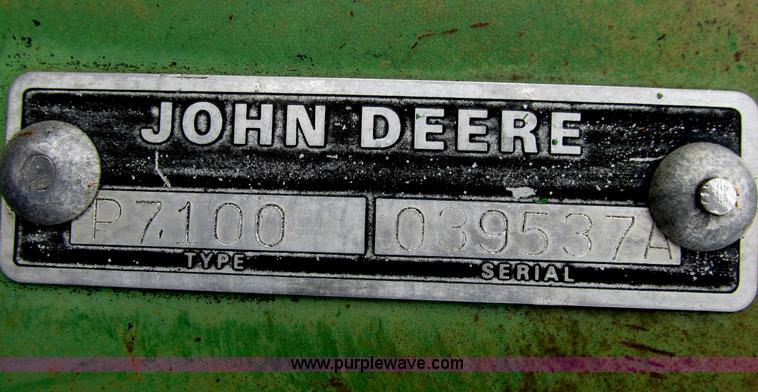 JOHN DEERE
P7100 039537A
TYPE SERIAL
www.purplewave.com